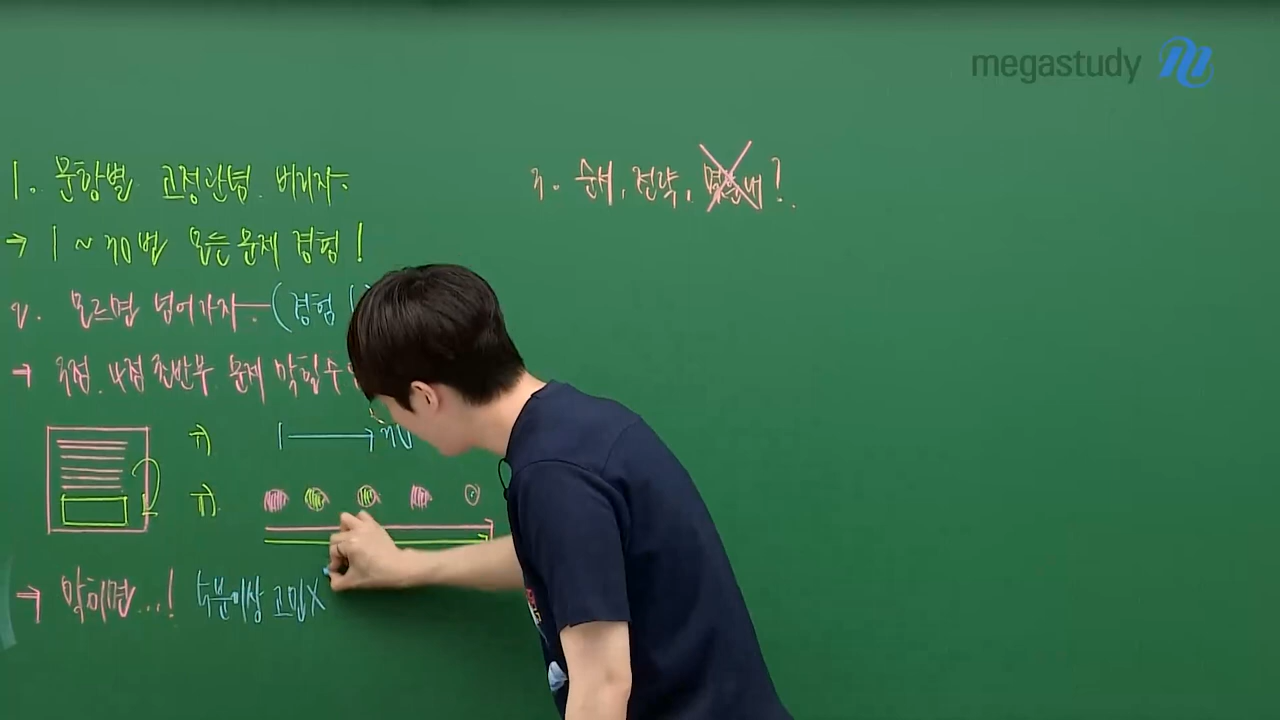 megastudy
1. 문항별 고정관념 버리자.
→ 1 ~ 30번 모든 문제 경험!
2. 모르면 넘어가자. (경험
→ 3점, 4점 초반부 문제 막힐 수
i) 1 → 30
ii)
→ 막히면...! 5분이상 고민X
3. 순서, 전략, ?